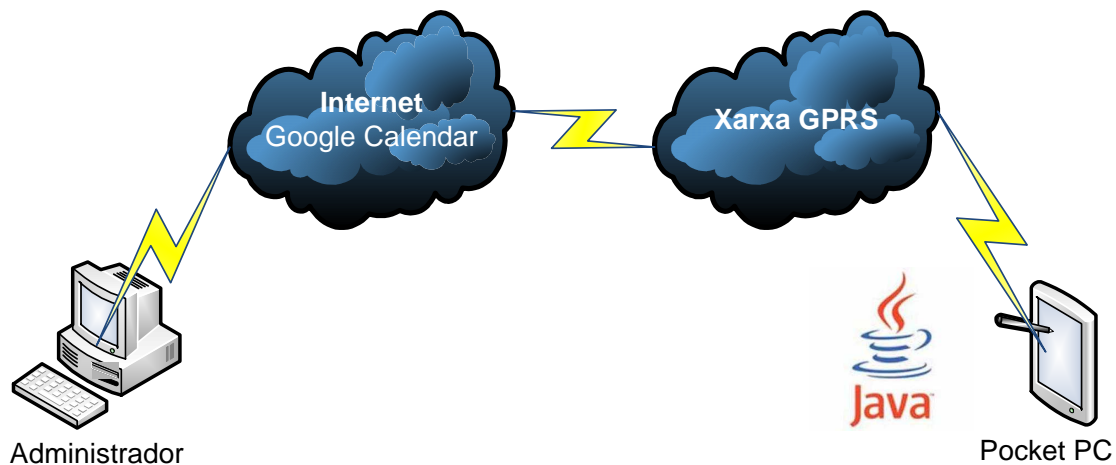 Internet
Google Calendar
Xarxa GPRS
Java
Administrador
Pocket PC